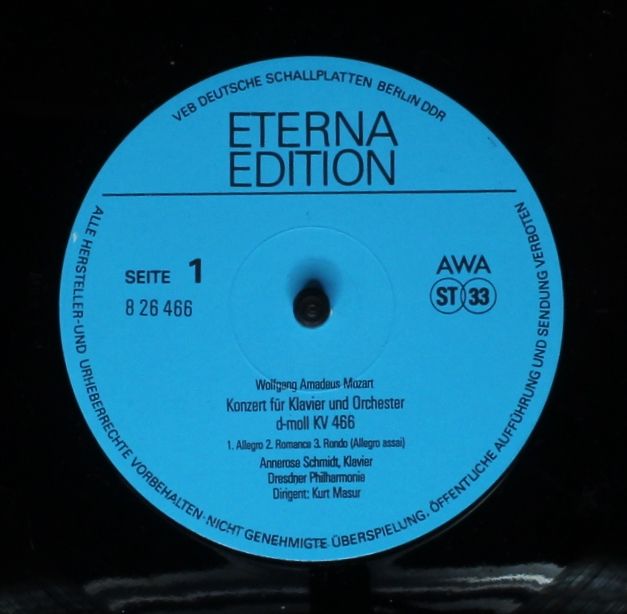 VEB DEUTSCHE SCHALLPLATTEN BERLIN DDR
ETERNA
EDITION
SEITE 1
8 26 466
AWA
ST 33
Wolfgang Amadeus Mozart
Konzert für Klavier und Orchester
d-moll KV 466
1. Allegro 2. Romance 3. Rondo (Allegro assai)
Annerose Schmidt, Klavier
Dresdner Philharmonie
Dirigent: Kurt Masur
ALLE HERSTELLER-UND URHEBERRECHTE VORBEHALTEN·NICHT GENEHMIGTE ÜBERSPIELUNG, ÖFFENTLICHE AUFFÜHRUNG UND SENDUNG VERBOTEN